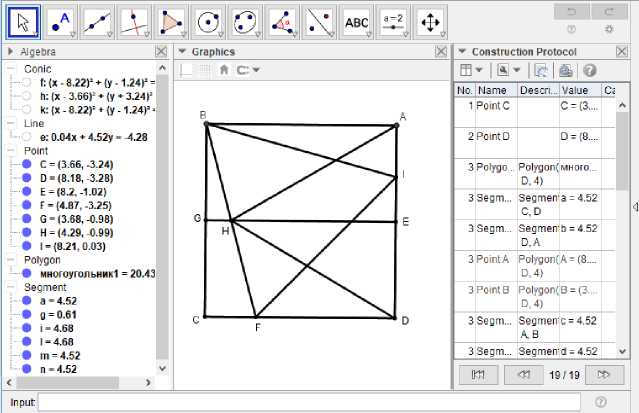 ABC
a=2
Algebra
Graphics
Construction Protocol
Conic
f: (x - 8.22)² + (y - 1.24)² =
h: (x - 3.66)² + (y + 3.24)² =
k: (x - 8.22)² + (y - 1.24)² =
Line
e: 0.04x + 4.52y = -4.28
Point
C = (3.66, -3.24)
D = (8.18, -3.28)
E = (8.2, -1.02)
F = (4.87, -3.25)
G = (3.68, -0.98)
H = (4.29, -0.99)
I = (8.21, 0.03)
Polygon
многоугольник1 = 20.43
Segment
a = 4.52
g = 0.61
i = 4.68
l = 4.68
m = 4.52
n = 4.52
B A
I
G H E
C F D
No. Name Descri... Value Ca
1 Point C C = (3....
2 Point D D = (8....
3 Polygo... Polygon( много...
D, 4)
3 Segm... Segment a = 4.52
C, D
3 Segm... Segment b = 4.52
D, A
3 Point A Polygon( A = (8....
D, 4)
3 Point B Polygon( B = (3....
D, 4)
3 Segm... Segment c = 4.52
A, B
3 Segm... Segment d = 4.52
19 / 19
Input: